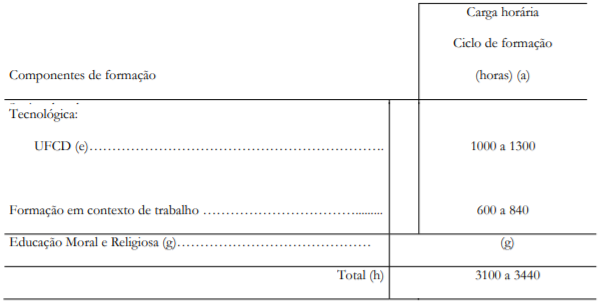 Carga horária
Ciclo de formação
Componentes de formação (horas) (a)
Tecnológica:
UFCD (e)……………………………………………………….. 1000 a 1300
Formação em contexto de trabalho ……………………………......... 600 a 840
Educação Moral e Religiosa (g)…………………………………… (g)
Total (h) 3100 a 3440